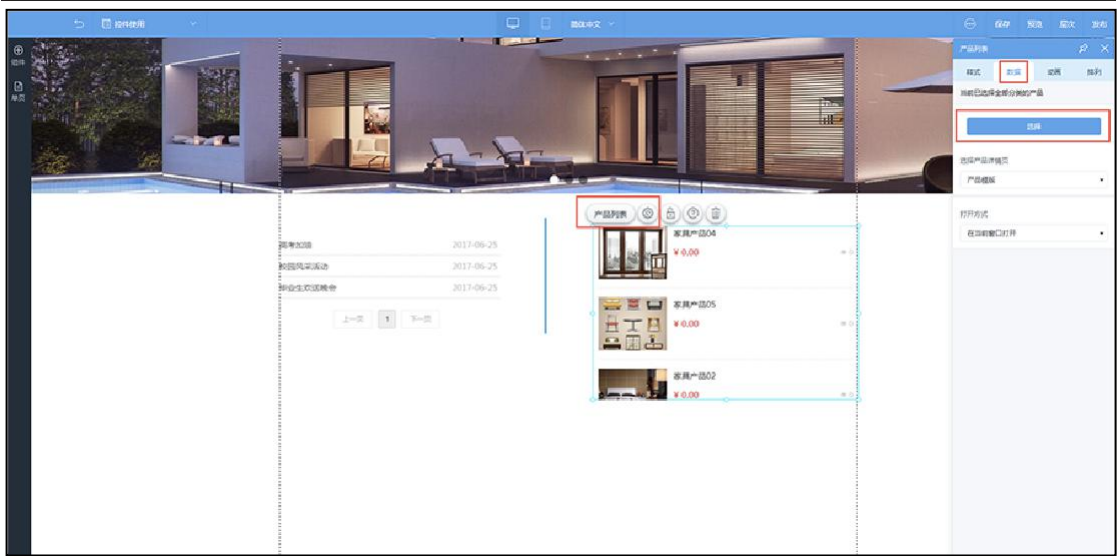 控件使用
简体中文
保存 预览 层次 发布
组件
单页
产品列表
样式 数据 动画 排列
当前已选择全部分类的产品
选择
选择产品详情页
产品模版
打开方式
在当前窗口打开
产品列表
高考加油 2017-06-25
校园风采活动 2017-06-25
毕业生欢送晚会 2017-06-25
上一页 1 下一页
家具产品04
¥ 0.00
0
家具产品05
¥ 0.00
0
家具产品02
¥ 0.00
0